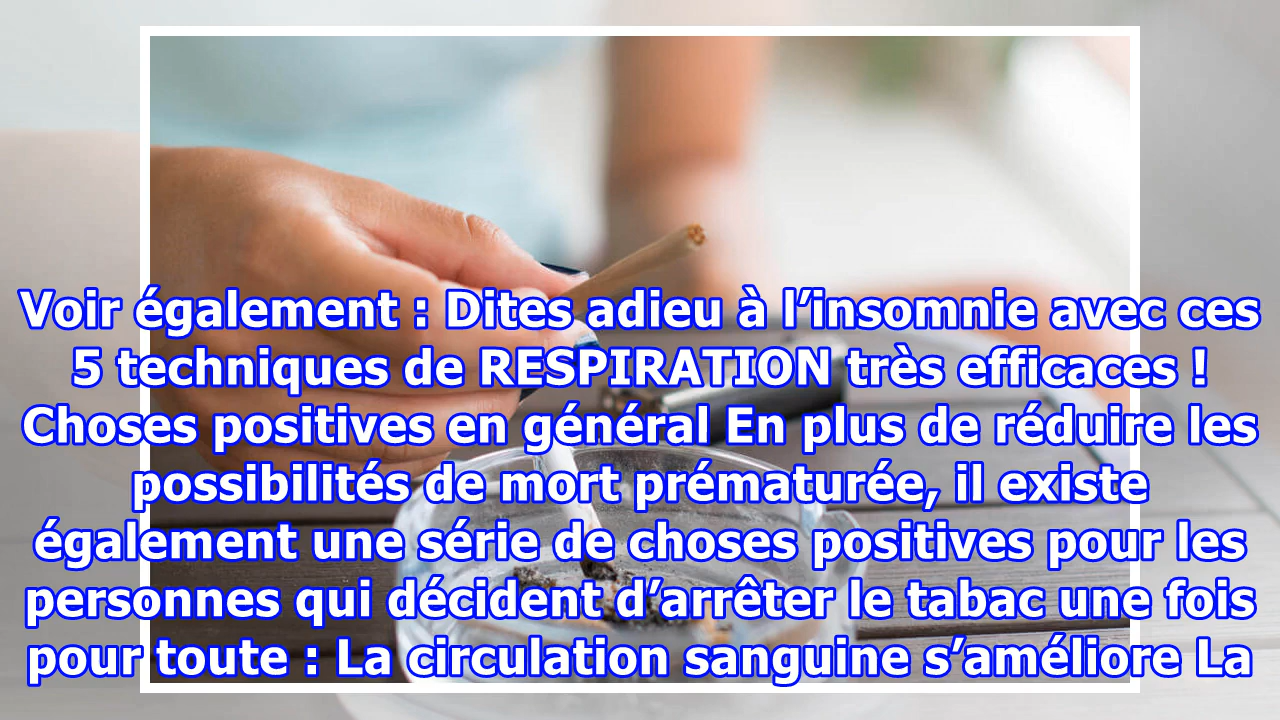 Voir également : Dites adieu à l’insomnie avec ces
5 techniques de RESPIRATION très efficaces !
Choses positives en général En plus de réduire les
possibilités de mort prématurée, il existe
également une série de choses positives pour les
personnes qui décident d’arrêter le tabac une fois
pour toute : La circulation sanguine s’améliore La